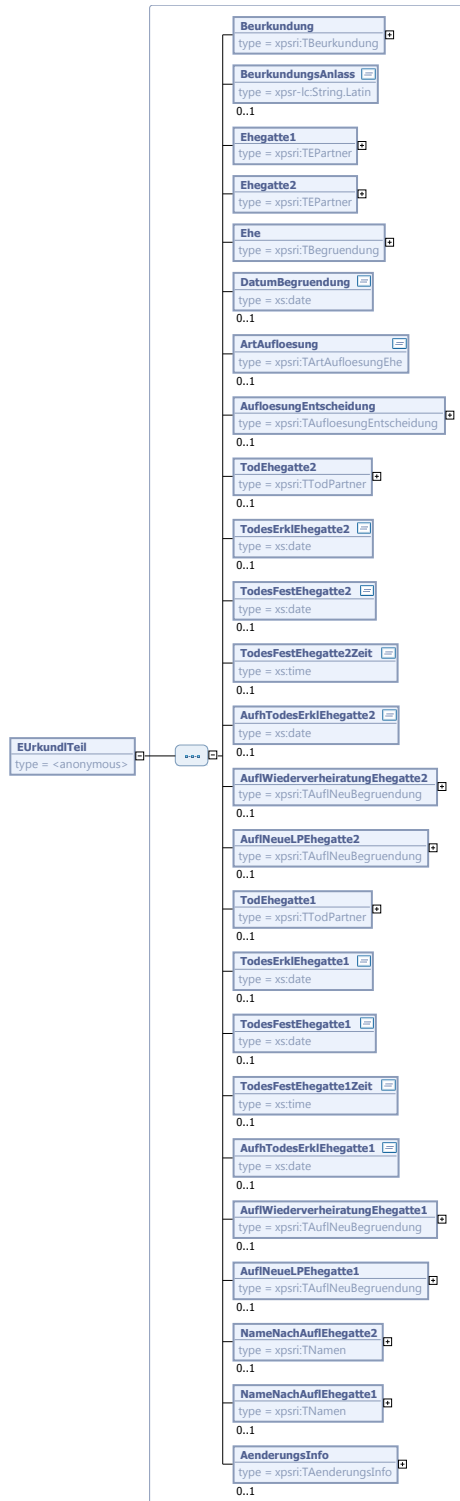 Beurkundung
type = xpsri:TBeurkundung
BeurkundungsAnlass
type = xpsr-lc:String.Latin
0..1
Ehegatte1
type = xpsri:TEPartner
Ehegatte2
type = xpsri:TEPartner
Ehe
type = xpsri:TBegruendung
DatumBegruendung
type = xs:date
0..1
ArtAufloesung
type = xpsri:TArtAufloesungEhe
0..1
AufloesungEntscheidung
type = xpsri:TAufloesungEntscheidung
0..1
TodEhegatte2
type = xpsri:TTodPartner
0..1
TodesErklEhegatte2
type = xs:date
0..1
TodesFestEhegatte2
type = xs:date
0..1
TodesFestEhegatte2Zeit
type = xs:time
0..1
AufhTodesErklEhegatte2
type = xs:date
0..1
EUrkundlTeil
type = <anonymous>
AuflWiederverheiratungEhegatte2
type = xpsri:TAuflNeuBegruendung
0..1
AuflNeueLPEhegatte2
type = xpsri:TAuflNeuBegruendung
0..1
TodEhegatte1
type = xpsri:TTodPartner
0..1
TodesErklEhegatte1
type = xs:date
0..1
TodesFestEhegatte1
type = xs:date
0..1
TodesFestEhegatte1Zeit
type = xs:time
0..1
AufhTodesErklEhegatte1
type = xs:date
0..1
AuflWiederverheiratungEhegatte1
type = xpsri:TAuflNeuBegruendung
0..1
AuflNeueLPEhegatte1
type = xpsri:TAuflNeuBegruendung
0..1
NameNachAuflEhegatte2
type = xpsri:TNamen
0..1
NameNachAuflEhegatte1
type = xpsri:TNamen
0..1
AenderungsInfo
type = xpsri:TAenderungsInfo
0..1